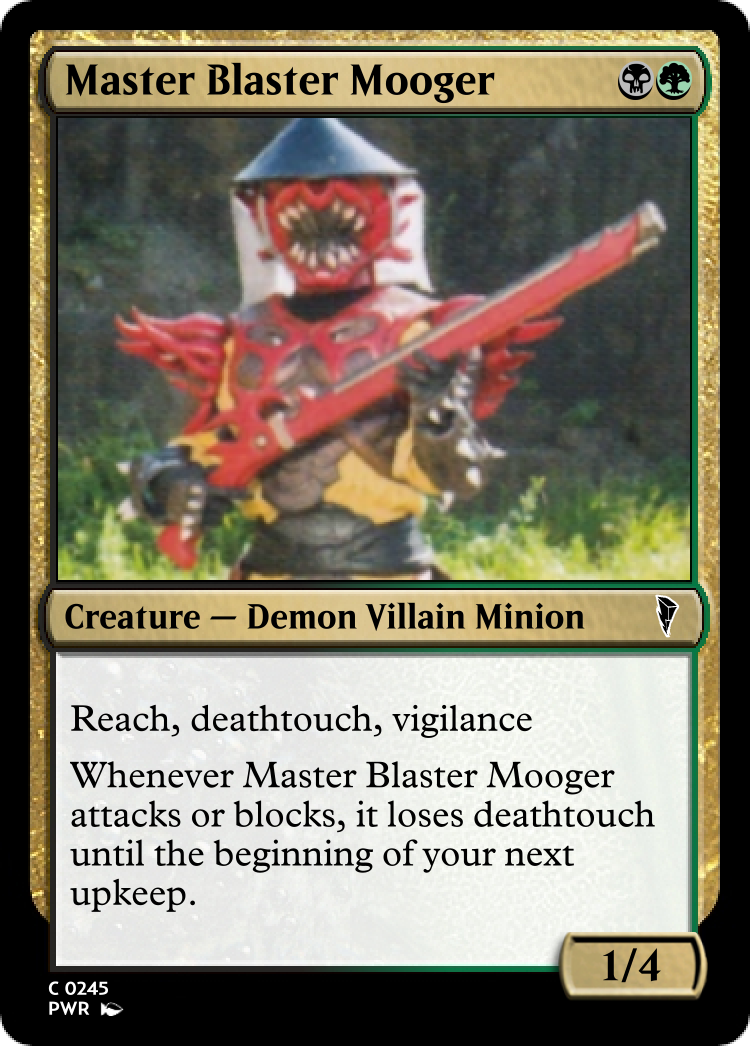 Master Blaster Mooger
Creature — Demon Villain Minion
Reach, deathtouch, vigilance
Whenever Master Blaster Mooger
attacks or blocks, it loses deathtouch
until the beginning of your next
upkeep.
1/4
C 0245
PWR